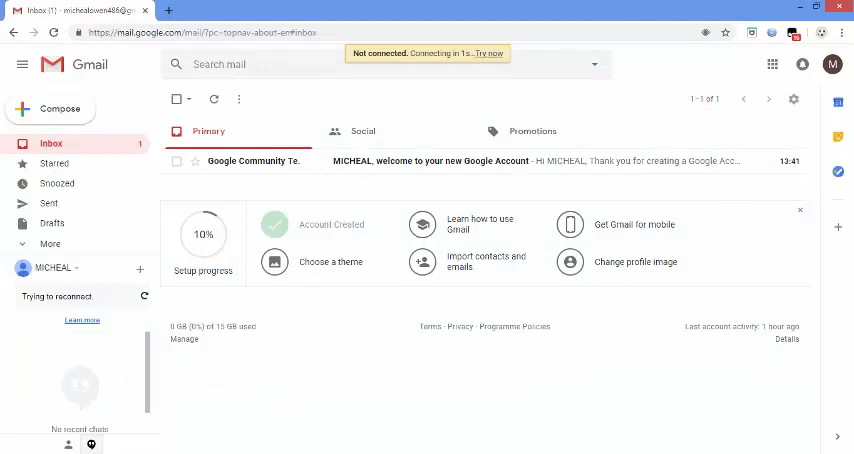 Inbox (1) - michealowen486@gm
https://mail.google.com/mail/?pc=topnav-about-en#inbox
16
Not connected. Connecting in 1s... Try now
Gmail
Search mail
M
Compose
1–1 of 1
Primary
Social
Promotions
Inbox 1
Google Community Te. MICHEAL, welcome to your new Google Account - Hi MICHEAL, Thank you for creating a Google Acc... 13:41
Starred
Snoozed
Sent
Drafts
More
10%
Setup progress
Account Created
Learn how to use Gmail
Get Gmail for mobile
Choose a theme
Import contacts and emails
Change profile image
MICHEAL
Trying to reconnect.
Learn more
No recent chats
0 GB (0%) of 15 GB used
Manage
Terms · Privacy · Programme Policies
Last account activity: 1 hour ago
Details